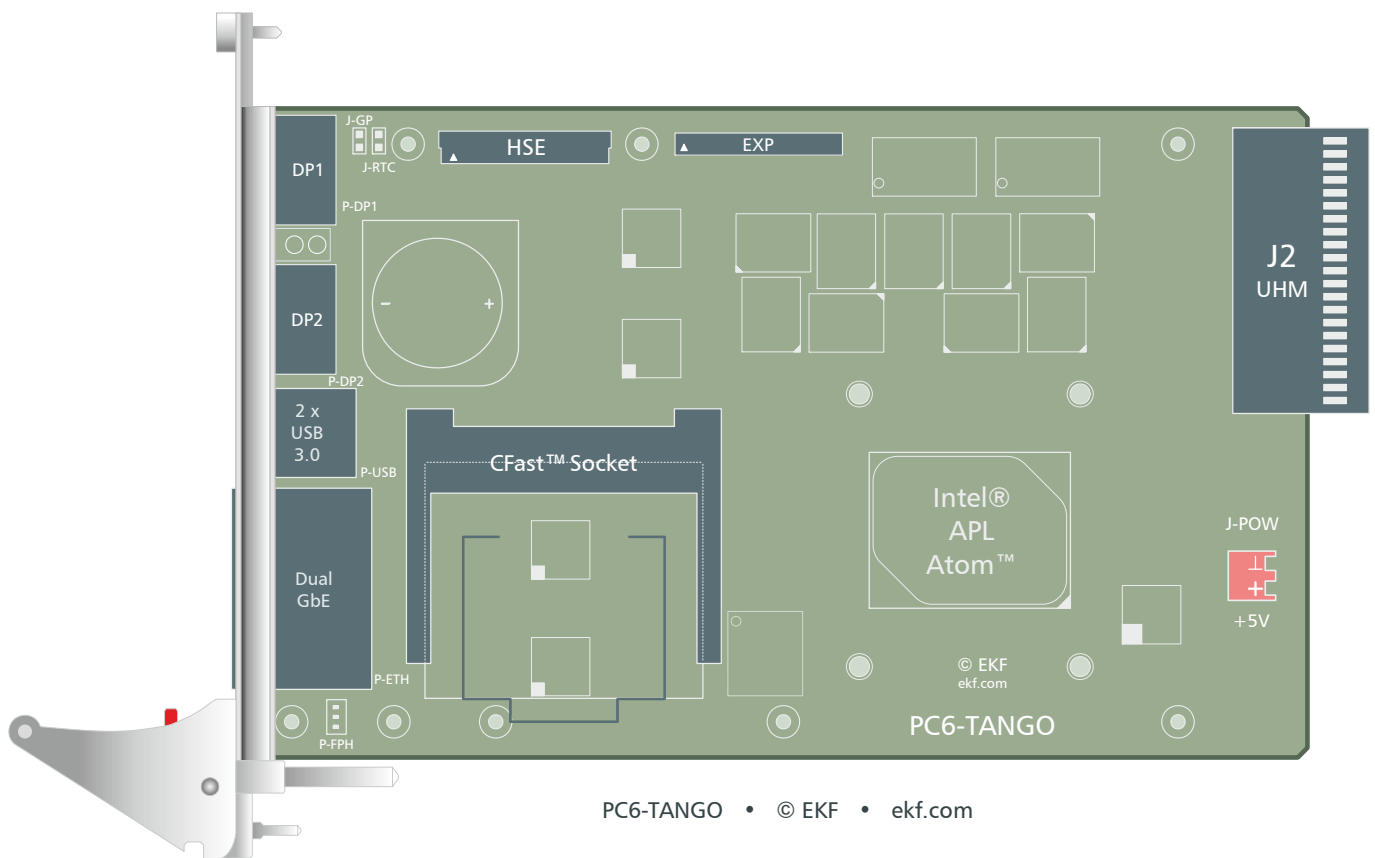 J-GP
J-RTC
HSE
EXP
DP1
P-DP1
J2
UHM
− +
DP2
P-DP2
2 x
USB
3.0
P-USB
CFast™ Socket
Intel®
APL
Atom™
J-POW
⊥
+
+5V
Dual
GbE
P-ETH
© EKF
ekf.com
P-FPH
PC6-TANGO
PC6-TANGO • © EKF • ekf.com